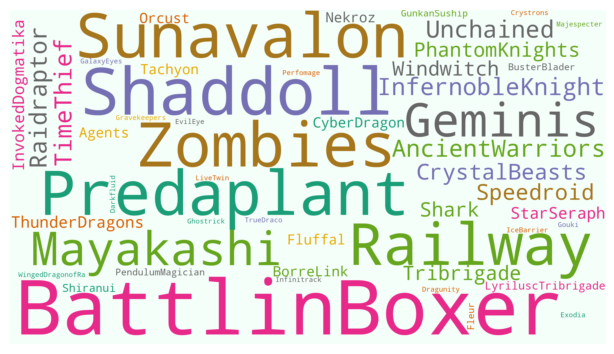 Orcust
Nekroz
GunkanSuship
Crystrons
Majespecter
Sunavalon
Unchained
PhantomKnights
GalaxyEyes
Tachyon
Perfomage
Windwitch
BusterBlader
InvokedDogmatika
Raidraptor
TimeThief
Shaddoll
InfernobleKnight
Gravekeepers
EvilEye
CyberDragon
Geminis
Agents
Zombies
AncientWarriors
CrystalBeasts
LiveTwin
Darkfluid
Predaplant
Speedroid
Shark
StarSeraph
ThunderDragons
Ghostrick
TrueDraco
Gouki
IceBarrier
Mayakashi
Fluffal
Railway
WingedDragonofRa
PendulumMagician
BorreLink
Tribrigade
Infinitrack
Shiranui
Dragunity
LyriluscTribrigade
BattlinBoxer
Fleur
Exodia